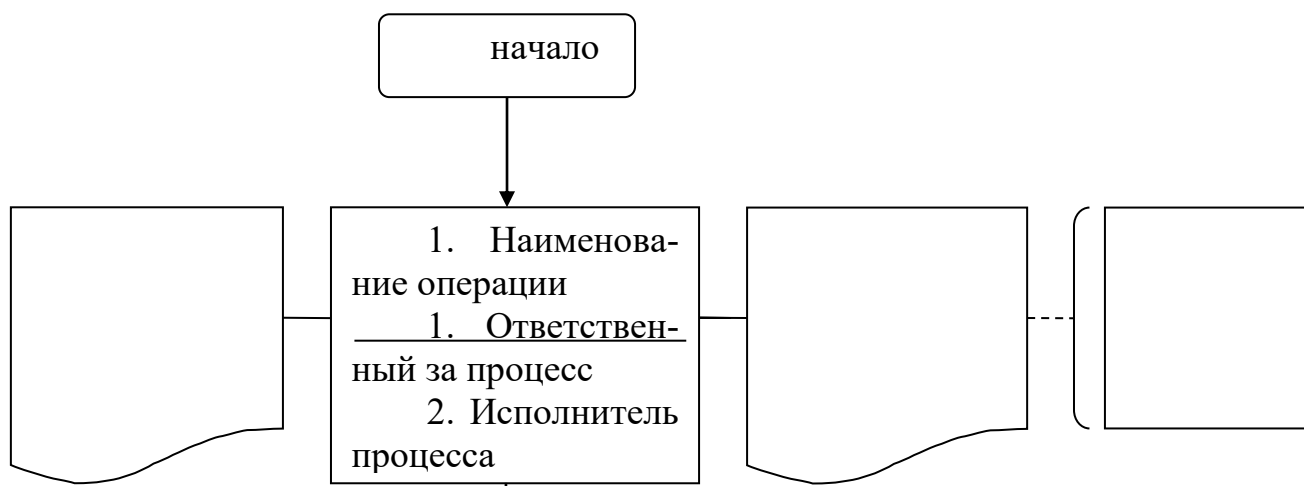 начало
1. Наименова-
ние операции
1. Ответствен-
ный за процесс
2. Исполнитель
процесса